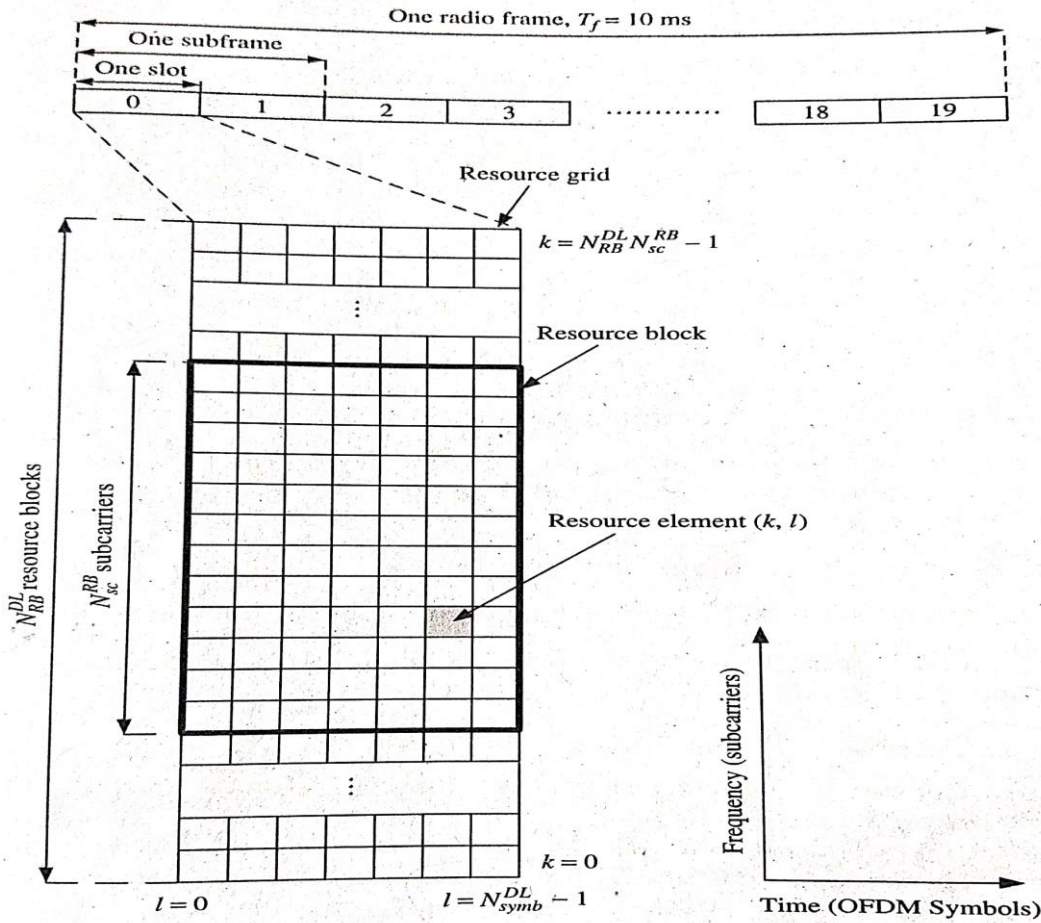 One radio frame, T_f = 10 ms
One subframe
One slot
0 1 2 3 ........... 18 19
Resource grid
k = N_RB^DL N_sc^RB − 1
⋮
Resource block
N_RB^DL resource blocks
N_sc^RB subcarriers
Resource element (k, l)
Frequency (subcarriers)
⋮
k = 0
l = 0
l = N_symb^DL − 1
Time (OFDM Symbols)